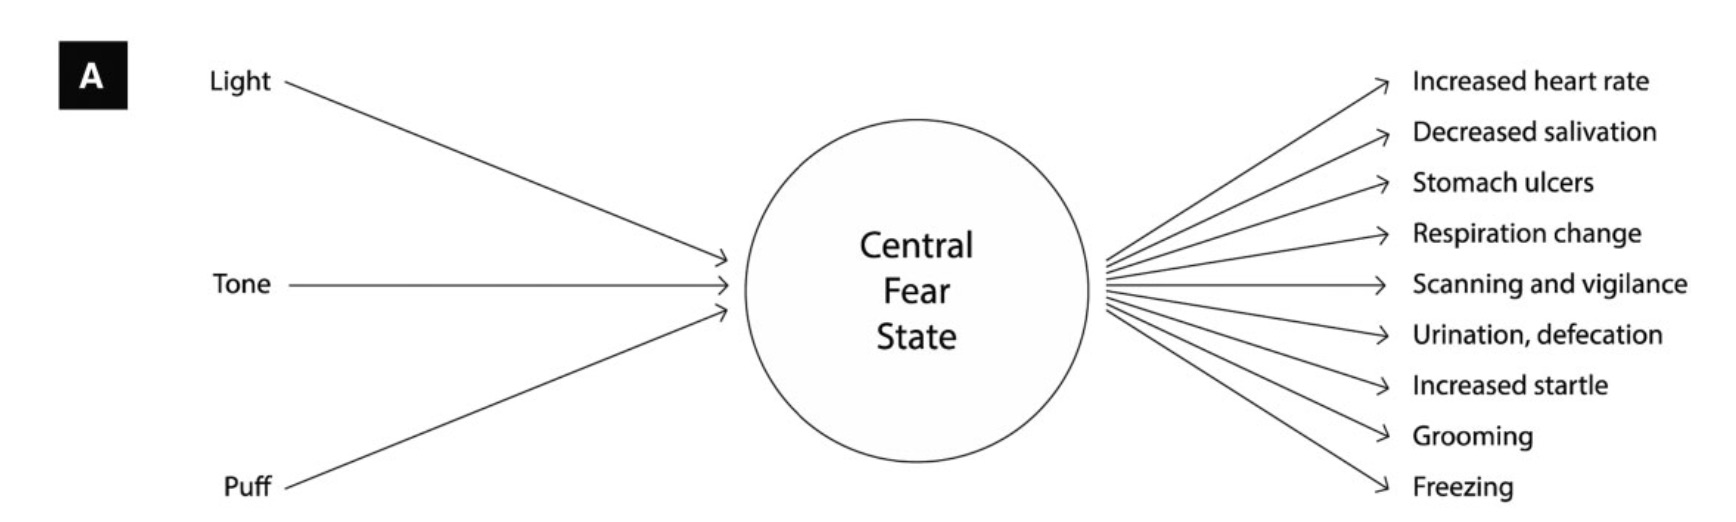 A
Light
Tone
Puff
Central
Fear
State
Increased heart rate
Decreased salivation
Stomach ulcers
Respiration change
Scanning and vigilance
Urination, defecation
Increased startle
Grooming
Freezing